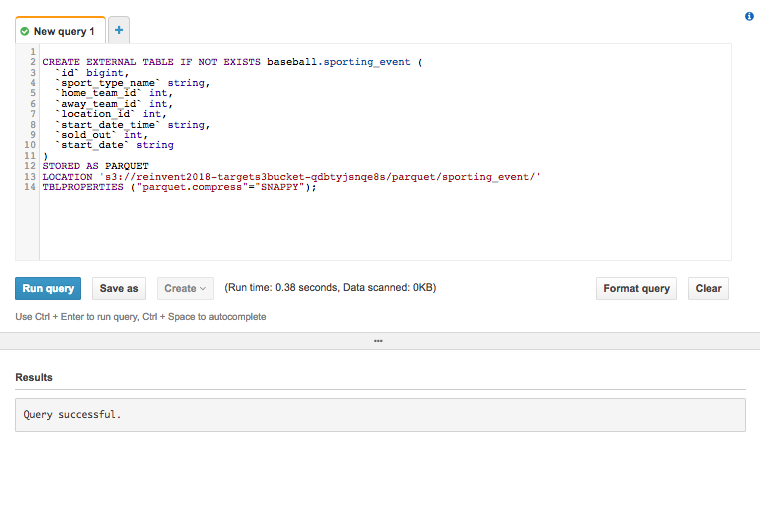 New query 1
+
1
2 CREATE EXTERNAL TABLE IF NOT EXISTS baseball.sporting_event (
3 `id` bigint,
4 `sport_type_name` string,
5 `home_team_id` int,
6 `away_team_id` int,
7 `location_id` int,
8 `start_date_time` string,
9 `sold_out` int,
10 `start_date` string
11 )
12 STORED AS PARQUET
13 LOCATION 's3://reinvent2018-targets3bucket-qdbtyjsnqe8s/parquet/sporting_event/'
14 TBLPROPERTIES ("parquet.compress"="SNAPPY");
Run query Save as Create (Run time: 0.38 seconds, Data scanned: 0KB) Format query Clear
Use Ctrl + Enter to run query, Ctrl + Space to autocomplete
Results
Query successful.